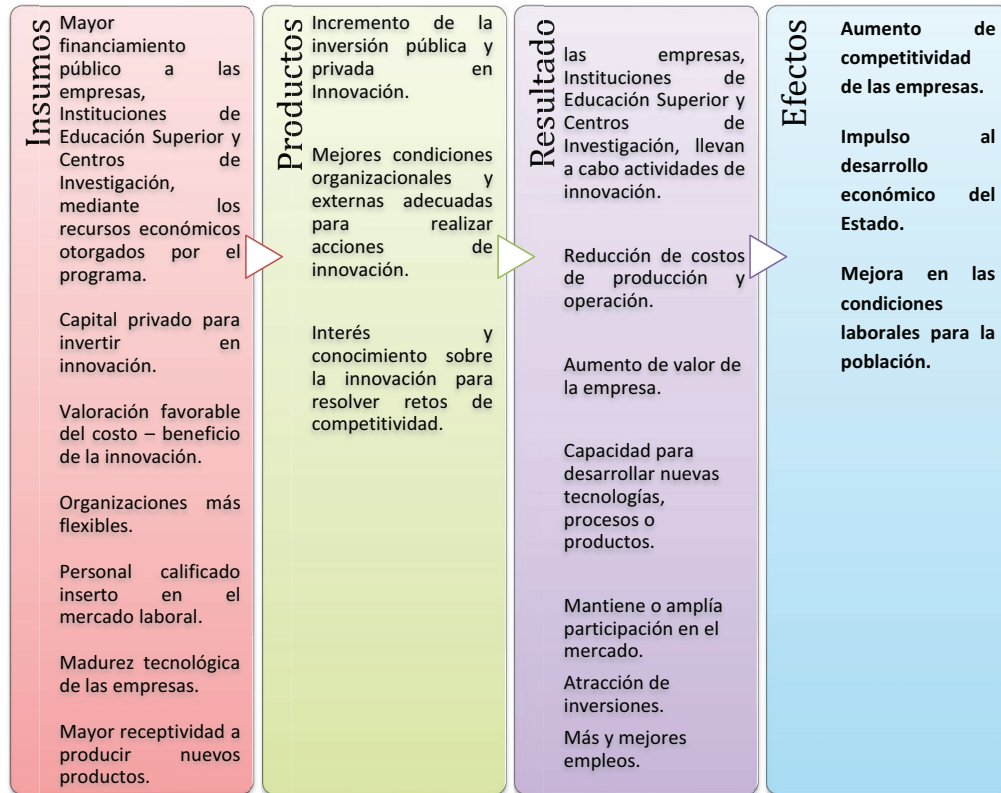 Insumos
Mayor
financiamiento
público a las
empresas,
Instituciones de
Educación Superior y
Centros de
Investigación,
mediante los
recursos económicos
otorgados por el
programa.
Capital privado para
invertir en
innovación.
Valoración favorable
del costo – beneficio
de la innovación.
Organizaciones más
flexibles.
Personal calificado
inserto en el
mercado laboral.
Madurez tecnológica
de las empresas.
Mayor receptividad a
producir nuevos
productos.
Productos
Incremento de la
inversión pública y
privada en
Innovación.
Mejores condiciones
organizacionales y
externas adecuadas
para realizar
acciones de
innovación.
Interés y
conocimiento sobre
la innovación para
resolver retos de
competitividad.
Resultado
las empresas,
Instituciones de
Educación Superior y
Centros de
Investigación, llevan
a cabo actividades de
innovación.
Reducción de costos
de producción y
operación.
Aumento de valor de
la empresa.
Capacidad para
desarrollar nuevas
tecnologías,
procesos o
productos.
Mantiene o amplía
participación en el
mercado.
Atracción de
inversiones.
Más y mejores
empleos.
Efectos
Aumento de
competitividad
de las empresas.
Impulso al
desarrollo
económico del
Estado.
Mejora en las
condiciones
laborales para la
población.